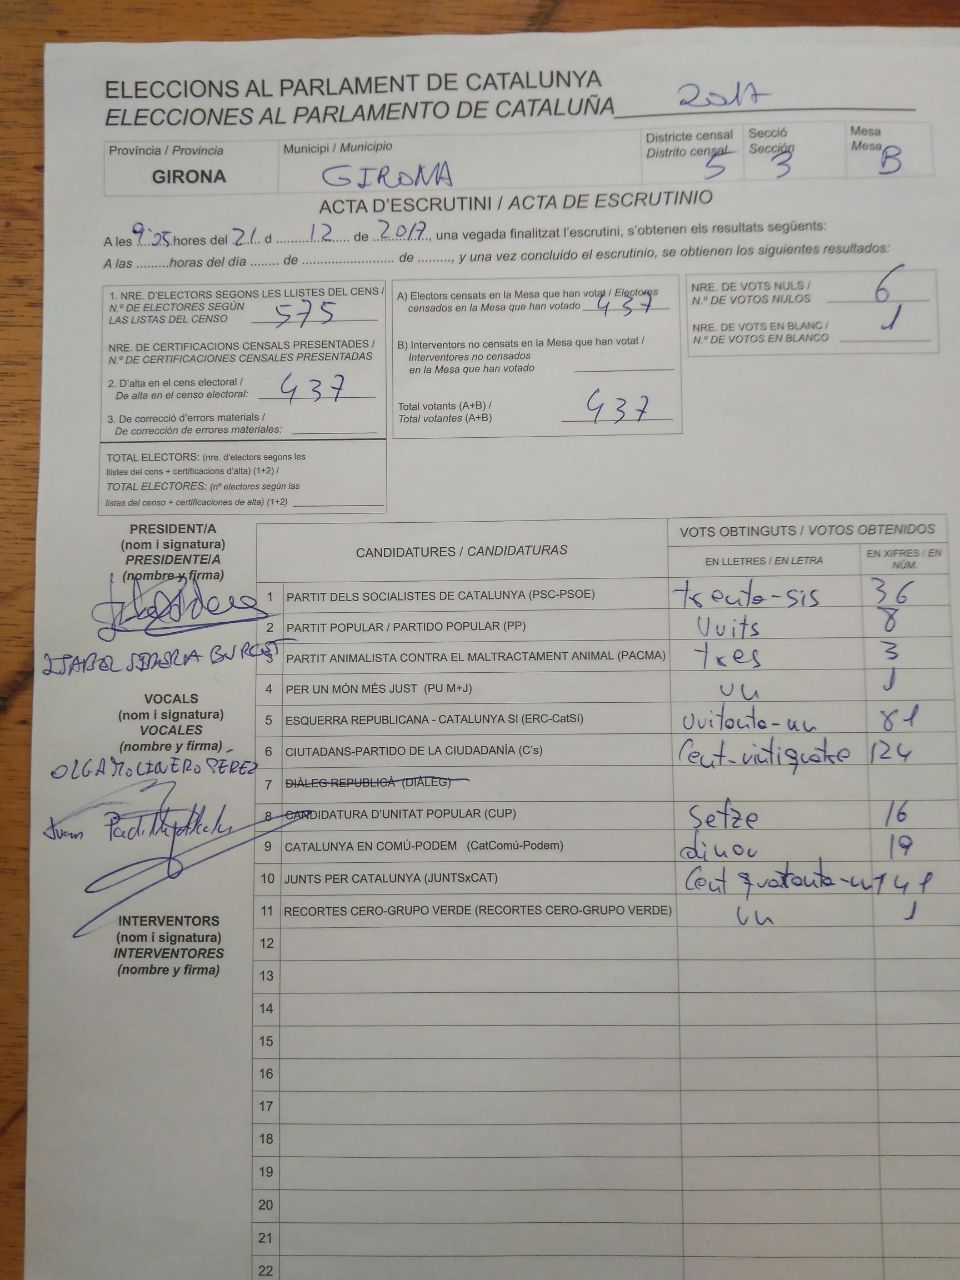 ELECCIONS AL PARLAMENT DE CATALUNYA
ELECCIONES AL PARLAMENTO DE CATALUÑA 2017
Província / Provincia
GIRONA
Municipi / Municipio
GIRONA
Districte censal
Distrito censal
5
Secció
Sección
3
Mesa
Mesa
B
ACTA D'ESCRUTINI / ACTA DE ESCRUTINIO
A les 9'25 hores del 21 d 12 de 2017, una vegada finalitzat l'escrutini, s'obtenen els resultats següents:
A las .........horas del día ........ de ........................ de ........., y una vez concluido el escrutinio, se obtienen los siguientes resultados:
1. NRE. D'ELECTORS SEGONS LES LLISTES DEL CENS /
N.º DE ELECTORES SEGÚN
LAS LISTAS DEL CENSO 575
NRE. DE CERTIFICACIONS CENSALS PRESENTADES /
N.º DE CERTIFICACIONES CENSALES PRESENTADAS
2. D'alta en el cens electoral /
De alta en el censo electoral: 437
3. De correcció d'errors materials /
De corrección de errores materiales:
TOTAL ELECTORS: (nre. d'electors segons les
llistes del cens + certificacions d'alta) (1+2) /
TOTAL ELECTORES: (nº electores según las
listas del censo + certificaciones de alta) (1+2)
A) Electors censats en la Mesa que han votat / Electores
censados en la Mesa que han votado 437
B) Interventors no censats en la Mesa que han votat /
Interventores no censados
en la Mesa que han votado
Total votants (A+B) /
Total votantes (A+B) 437
NRE. DE VOTS NULS /
N.º DE VOTOS NULOS 6
NRE. DE VOTS EN BLANC /
N.º DE VOTOS EN BLANCO 1
PRESIDENT/A
(nom i signatura)
PRESIDENTE/A
(nombre y firma)
ISABEL
VOCALS
(nom i signatura)
VOCALES
(nombre y firma)
OLGA MOLINERO PEREZ
Juan
INTERVENTORS
(nom i signatura)
INTERVENTORES
(nombre y firma)
CANDIDATURES / CANDIDATURAS
VOTS OBTINGUTS / VOTOS OBTENIDOS
EN LLETRES / EN LETRA
EN XIFRES / EN NÚM.
1 PARTIT DELS SOCIALISTES DE CATALUNYA (PSC-PSOE) trenta-sis 36
2 PARTIT POPULAR / PARTIDO POPULAR (PP) Vuits 8
3 PARTIT ANIMALISTA CONTRA EL MALTRACTAMENT ANIMAL (PACMA) tres 3
4 PER UN MÓN MÉS JUST (PU M+J) un 1
5 ESQUERRA REPUBLICANA - CATALUNYA SI (ERC-CatSí) Vuitanta-un 81
6 CIUTADANS-PARTIDO DE LA CIUDADANÍA (C's) Cent-vintiquatre 124
7 DIÀLEG REPUBLICÀ (DIÀLEG)
8 CANDIDATURA D'UNITAT POPULAR (CUP) Setze 16
9 CATALUNYA EN COMÚ-PODEM (CatComú-Podem) dinou 19
10 JUNTS PER CATALUNYA (JUNTSxCAT) Cent quatanta-un 141
11 RECORTES CERO-GRUPO VERDE (RECORTES CERO-GRUPO VERDE) un 1
12
13
14
15
16
17
18
19
20
21
22